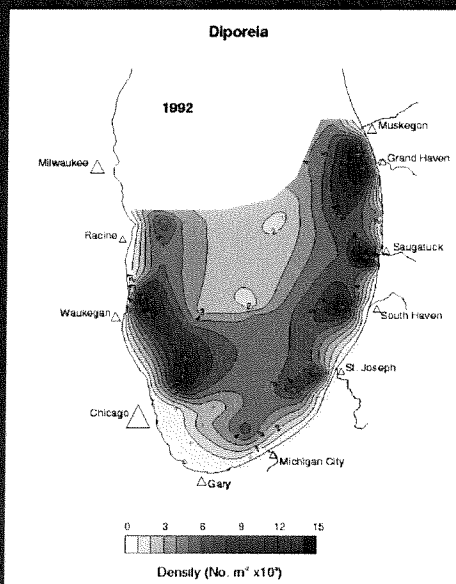 Diporeia
1992
Muskegon
Milwaukee
Grand Haven
Racine
Saugatuck
Waukegan
South Haven
St. Joseph
Chicago
Michigan City
Gary
0 3 6 9 12 15
Density (No. m² x10³)